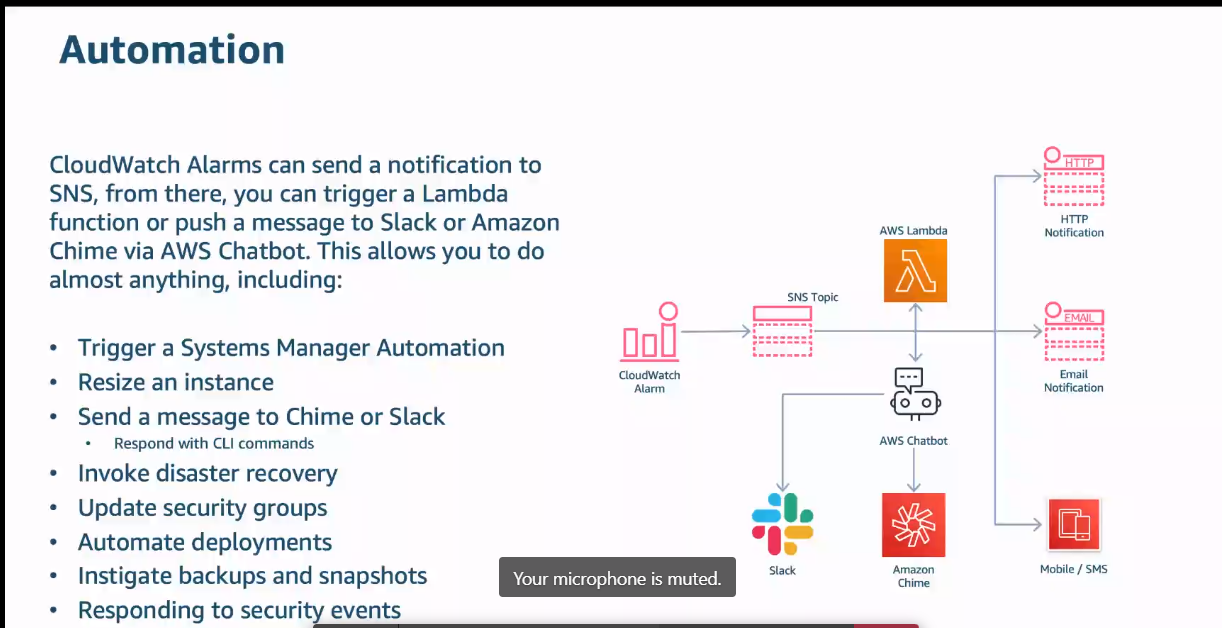 Automation
CloudWatch Alarms can send a notification to
SNS, from there, you can trigger a Lambda
function or push a message to Slack or Amazon
Chime via AWS Chatbot. This allows you to do
almost anything, including:
• Trigger a Systems Manager Automation
• Resize an instance
• Send a message to Chime or Slack
• Respond with CLI commands
• Invoke disaster recovery
• Update security groups
• Automate deployments
• Instigate backups and snapshots
• Responding to security events
CloudWatch
Alarm
SNS Topic
AWS Lambda
AWS Chatbot
Slack
Amazon
Chime
HTTP
HTTP
Notification
EMAIL
Email
Notification
Mobile / SMS
Your microphone is muted.